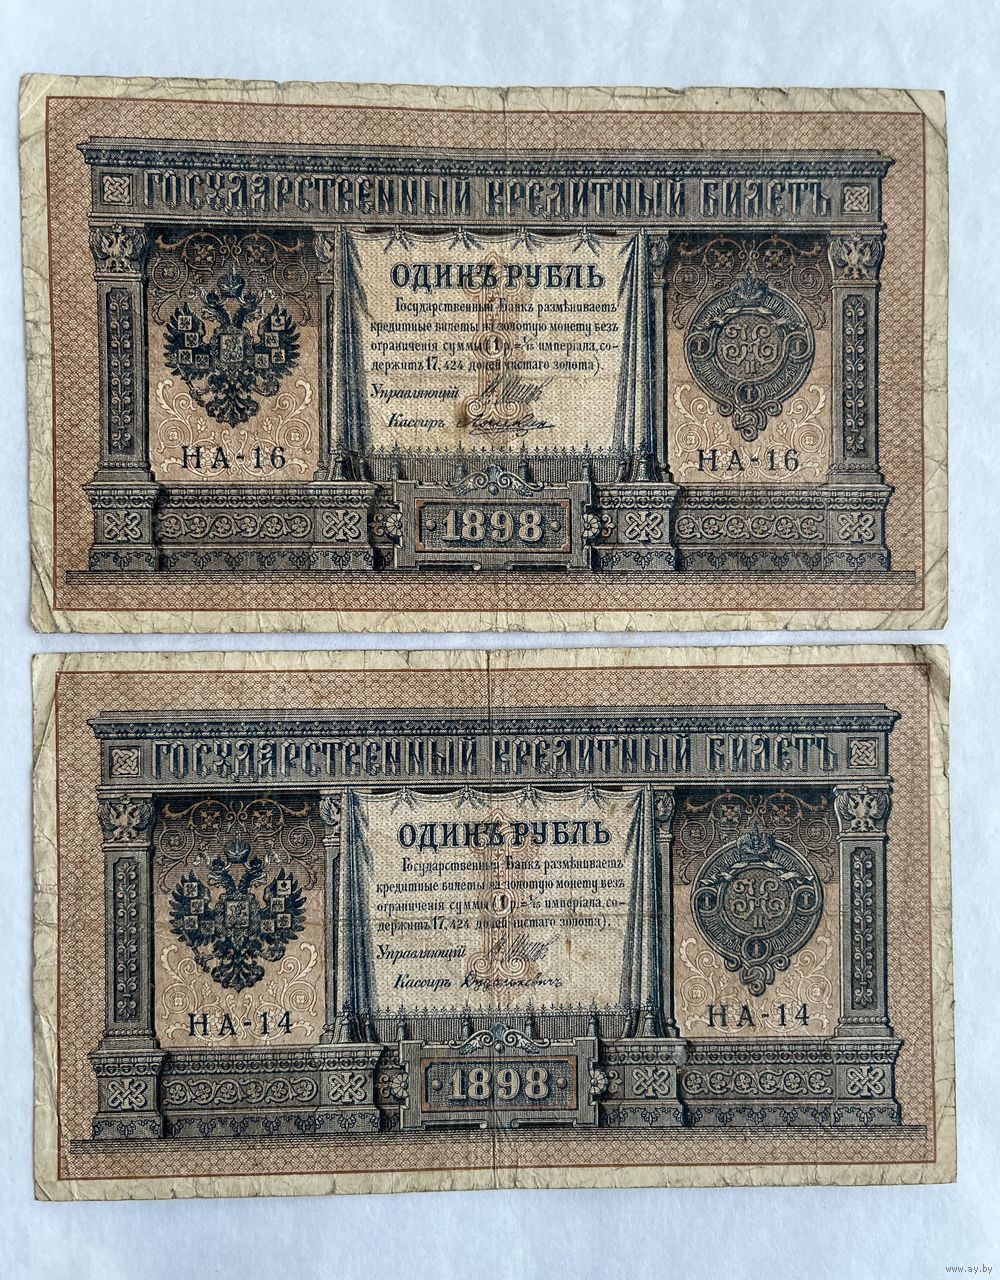 ГОСУДАРСТВЕННЫЙ КРЕДИТНЫЙ БИЛЕТЪ
ОДИНЪ РУБЛЬ
Государственный Банкъ размѣниваетъ
кредитные билеты на золотую монету безъ
ограниченія суммы (1 р. = 1/15 имперіала, со-
держитъ 17,424 долей чистаго золота).
Управляющій
Кассиръ
НА-16
НА-16
1898
ГОСУДАРСТВЕННЫЙ КРЕДИТНЫЙ БИЛЕТЪ
ОДИНЪ РУБЛЬ
Государственный Банкъ размѣниваетъ
кредитные билеты на золотую монету безъ
ограниченія суммы (1 р. = 1/15 имперіала, со-
держитъ 17,424 долей чистаго золота).
Управляющій
Кассиръ
НА-14
НА-14
1898
www.ay.by